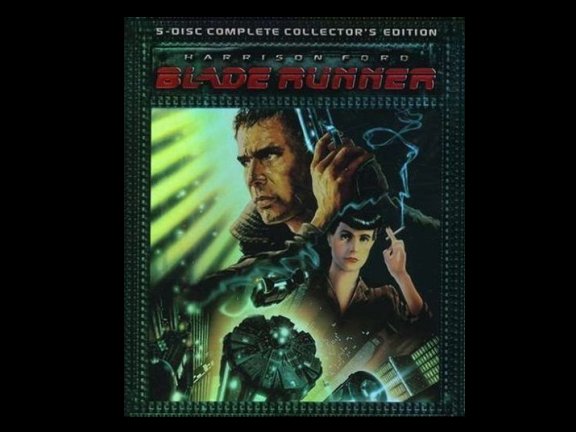 5-DISC COMPLETE COLLECTOR'S EDITION
HARRISON FORD
BLADE RUNNER